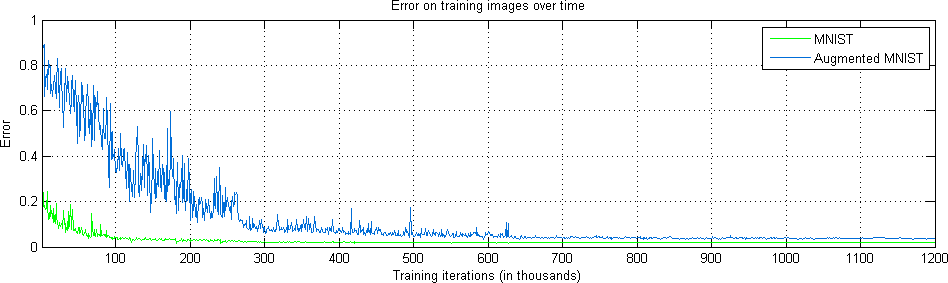 Error on training images over time
1
0.8
0.6
0.4
0.2
0
Error
MNIST
Augmented MNIST
100 200 300 400 500 600 700 800 900 1000 1100 1200
Training iterations (in thousands)